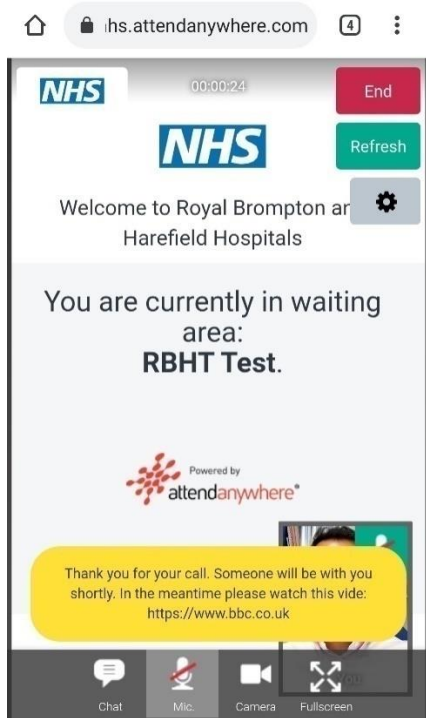 hs.attendanywhere.com 4
NHS 00:00:24 End
NHS
Refresh
Welcome to Royal Brompton an
Harefield Hospitals
You are currently in waiting
area:
RBHT Test.
Powered by
attendanywhere®
Thank you for your call. Someone will be with you
shortly. In the meantime please watch this vide:
https://www.bbc.co.uk
You
Chat Mic. Camera Fullscreen